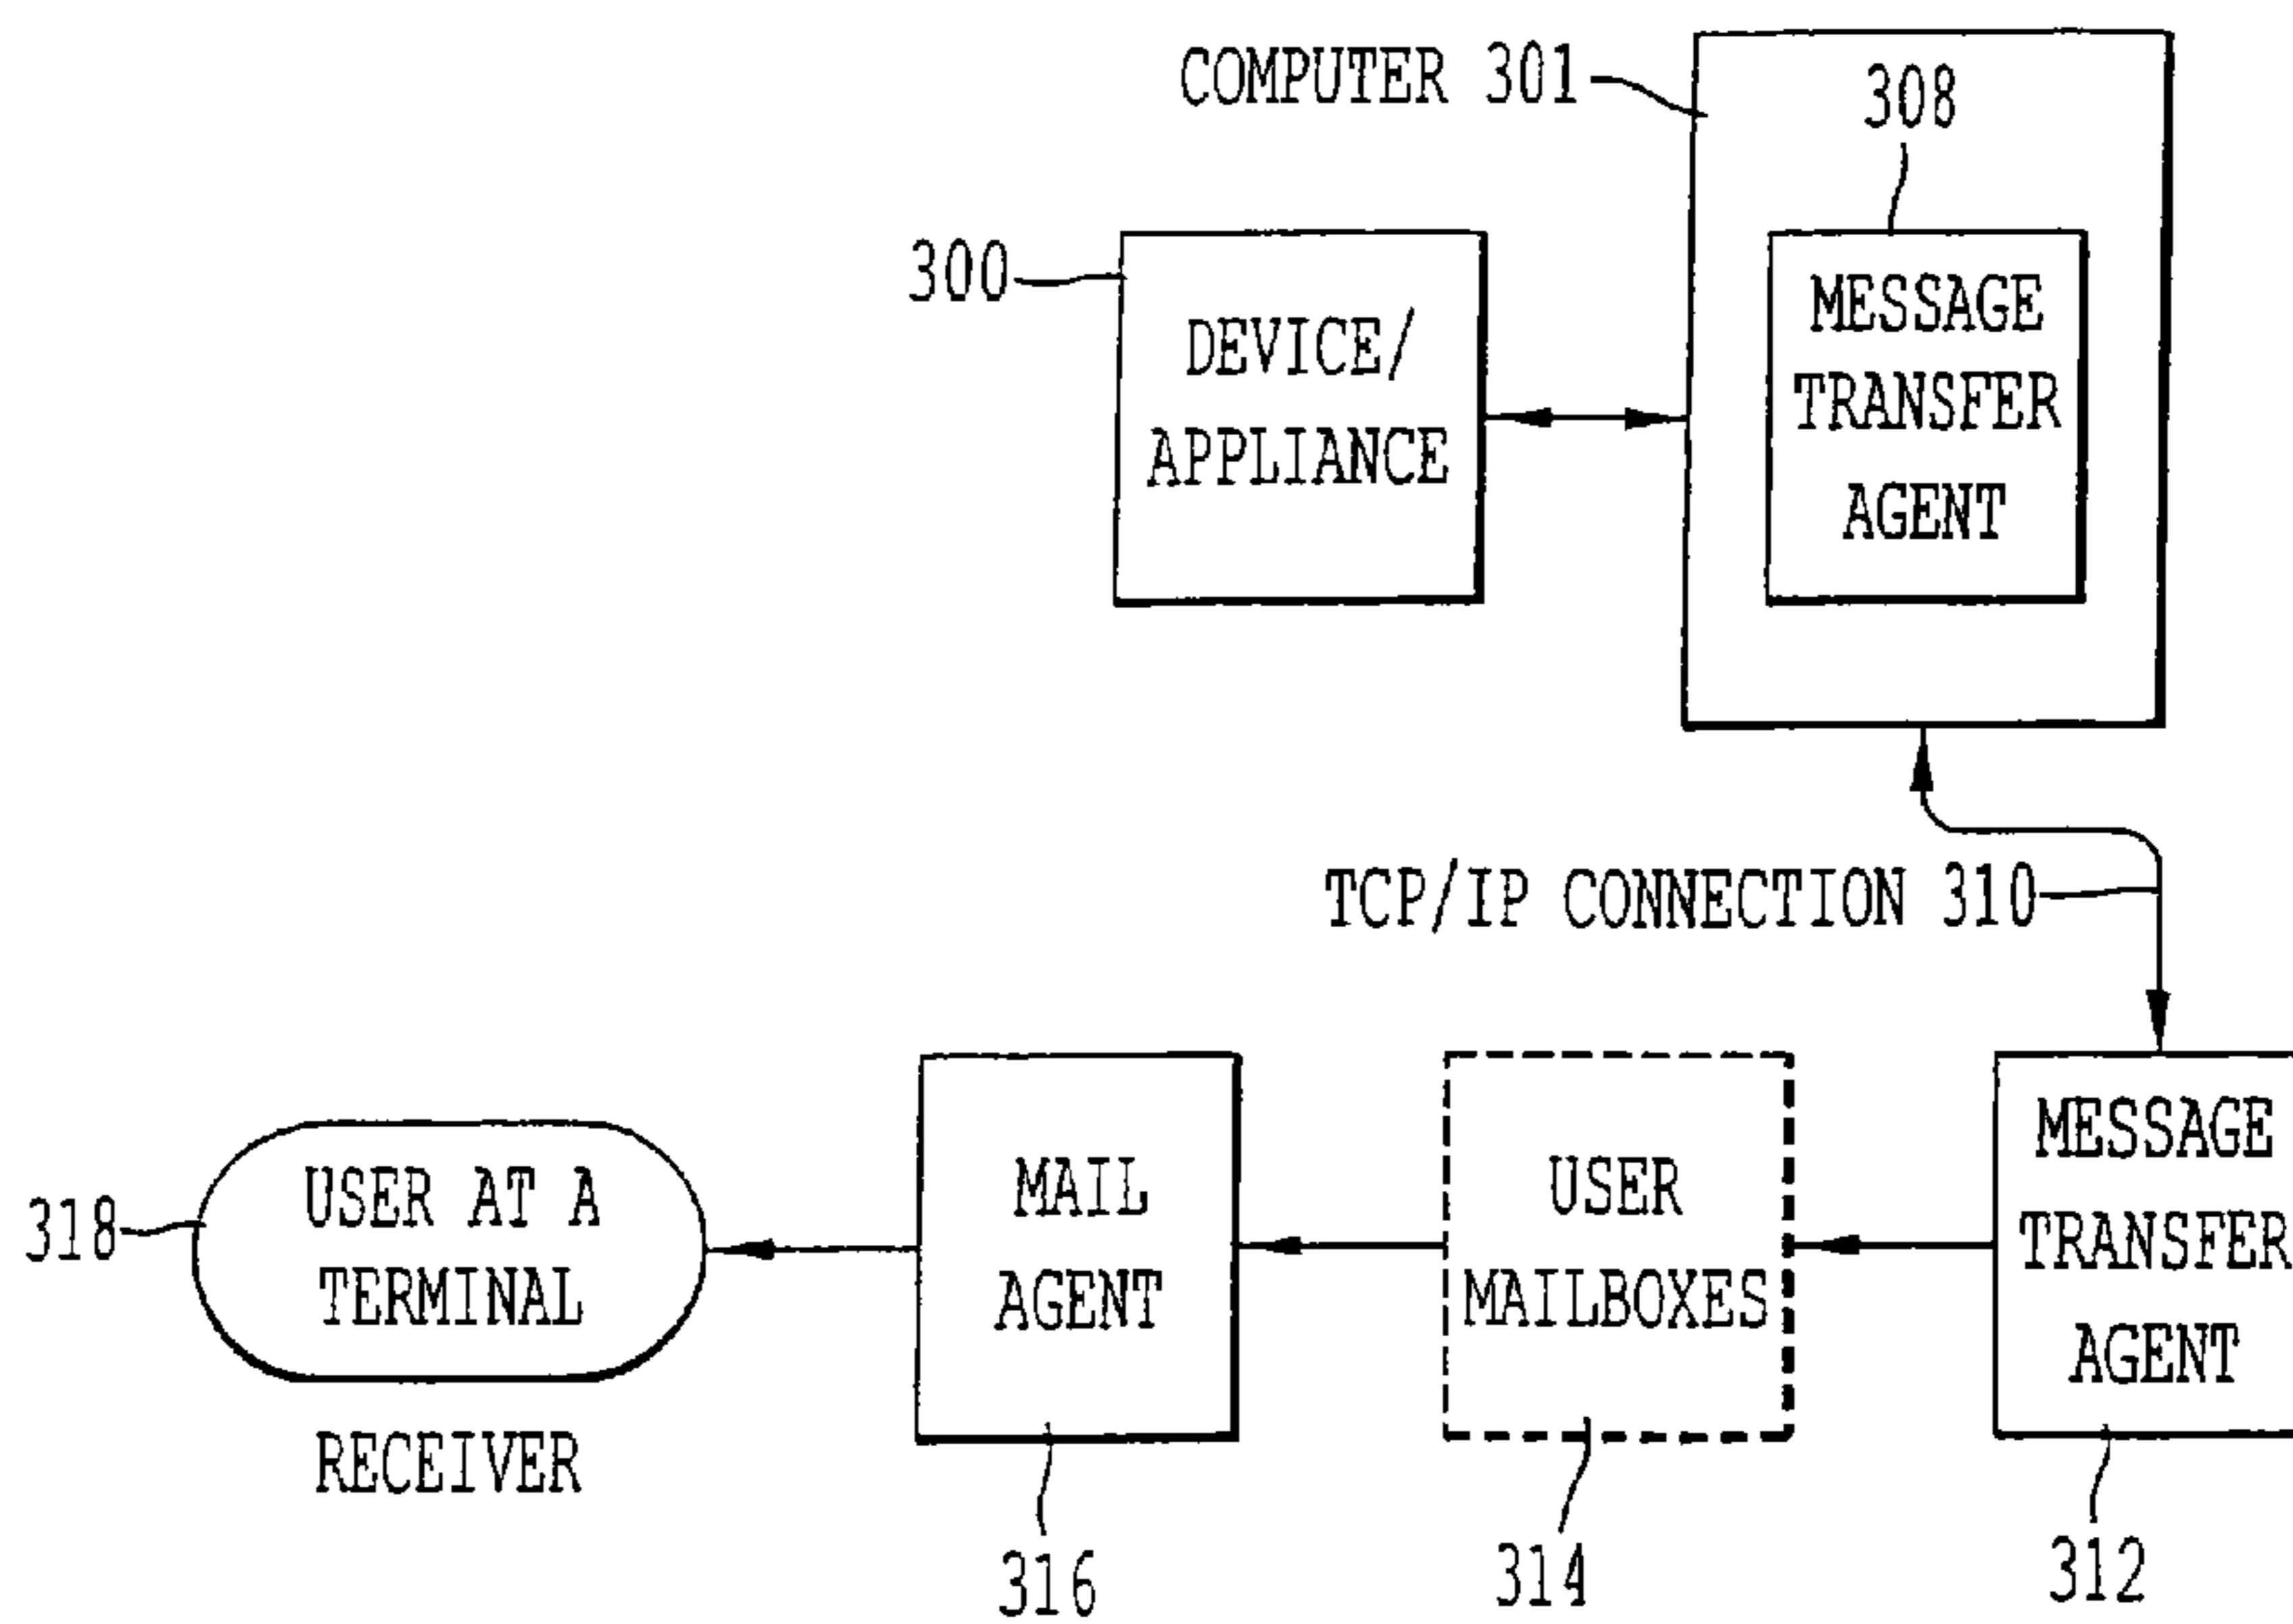 COMPUTER 301
308
300
DEVICE/
APPLIANCE
MESSAGE
TRANSFER
AGENT
TCP/IP CONNECTION 310
318
USER AT A
TERMINAL
RECEIVER
MAIL
AGENT
316
USER
MAILBOXES
314
MESSAGE
TRANSFER
AGENT
312